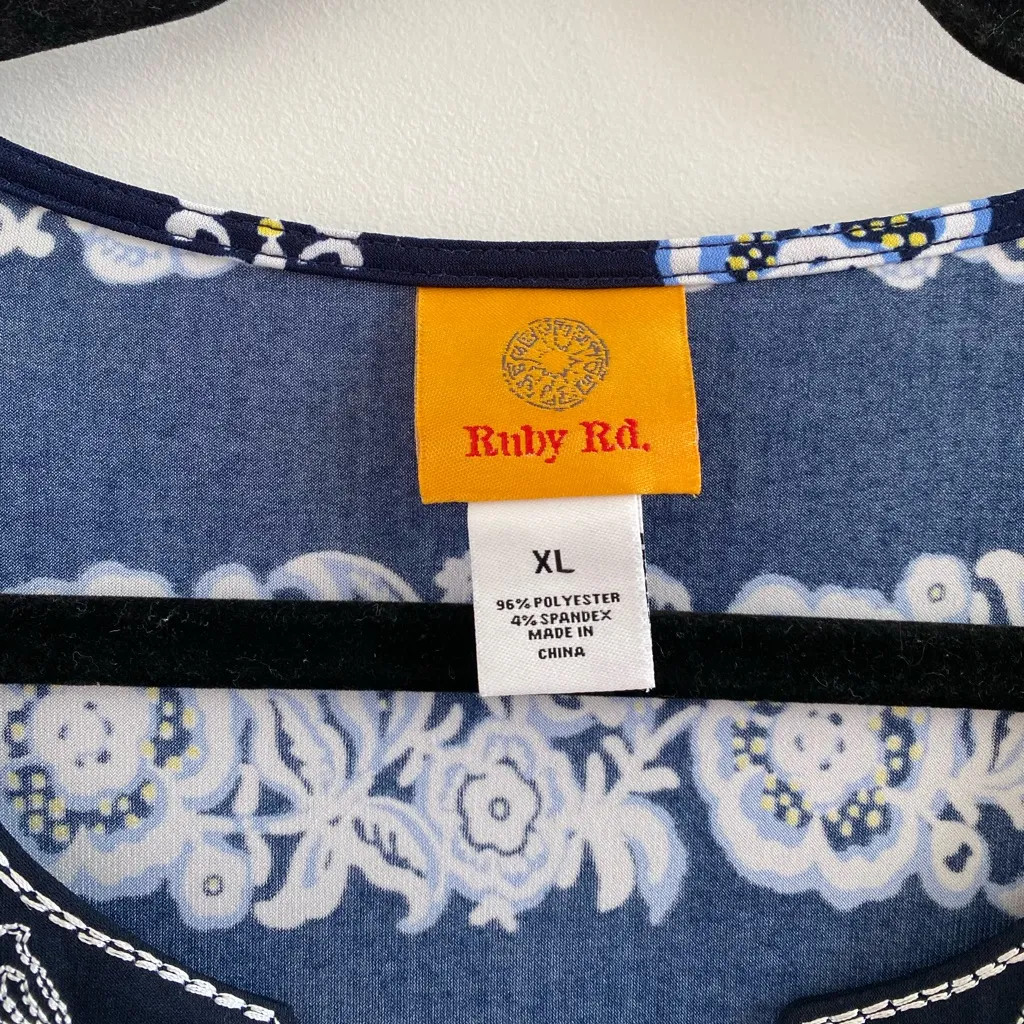 Ruby Rd.
XL
96% POLYESTER
4% SPANDEX
MADE IN
CHINA